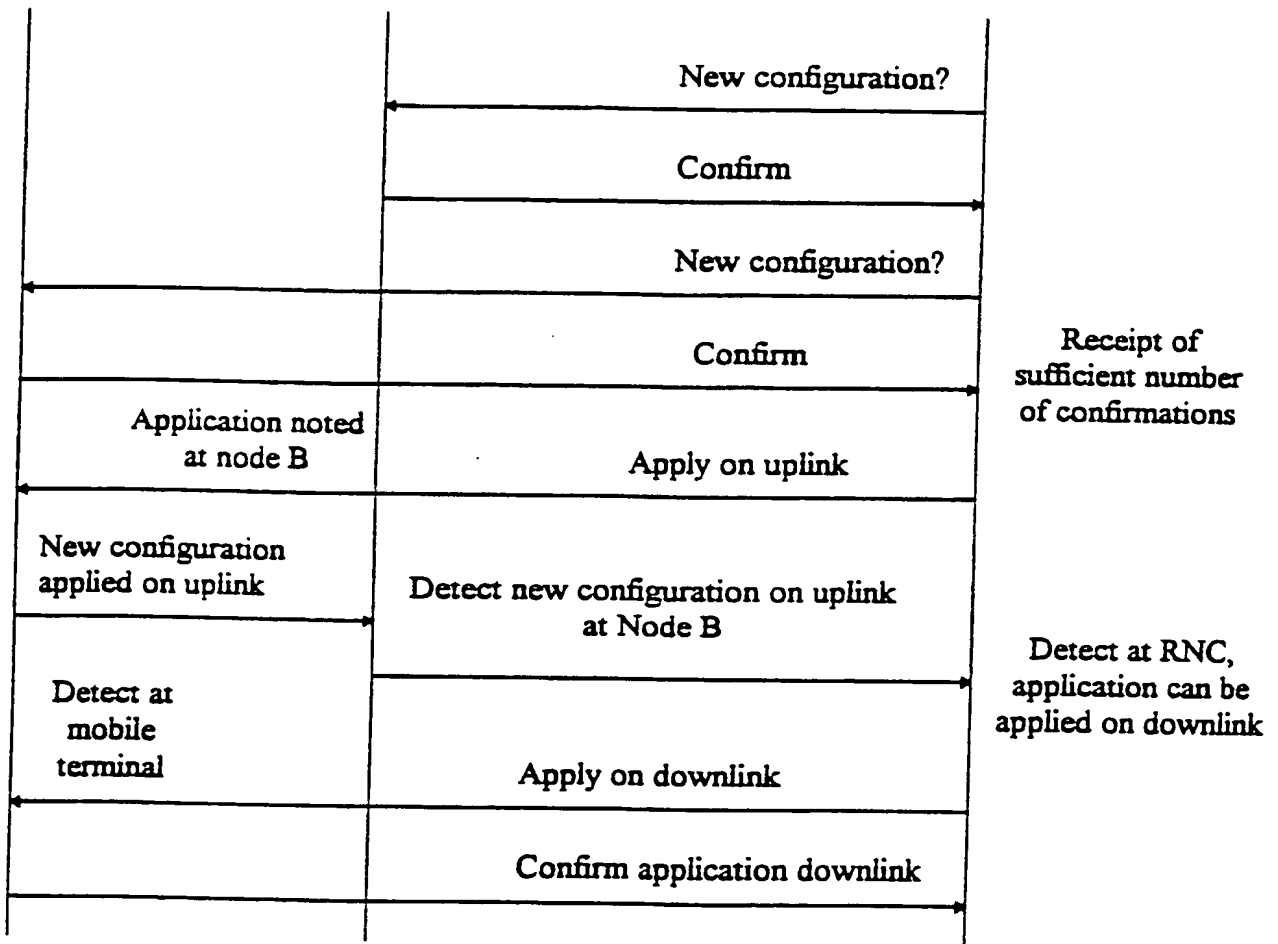 New configuration?
Confirm
New configuration?
Confirm
Receipt of
sufficient number
of confirmations
Application noted
at node B
Apply on uplink
New configuration
applied on uplink
Detect new configuration on uplink
at Node B
Detect at RNC,
application can be
applied on downlink
Detect at
mobile
terminal
Apply on downlink
Confirm application downlink